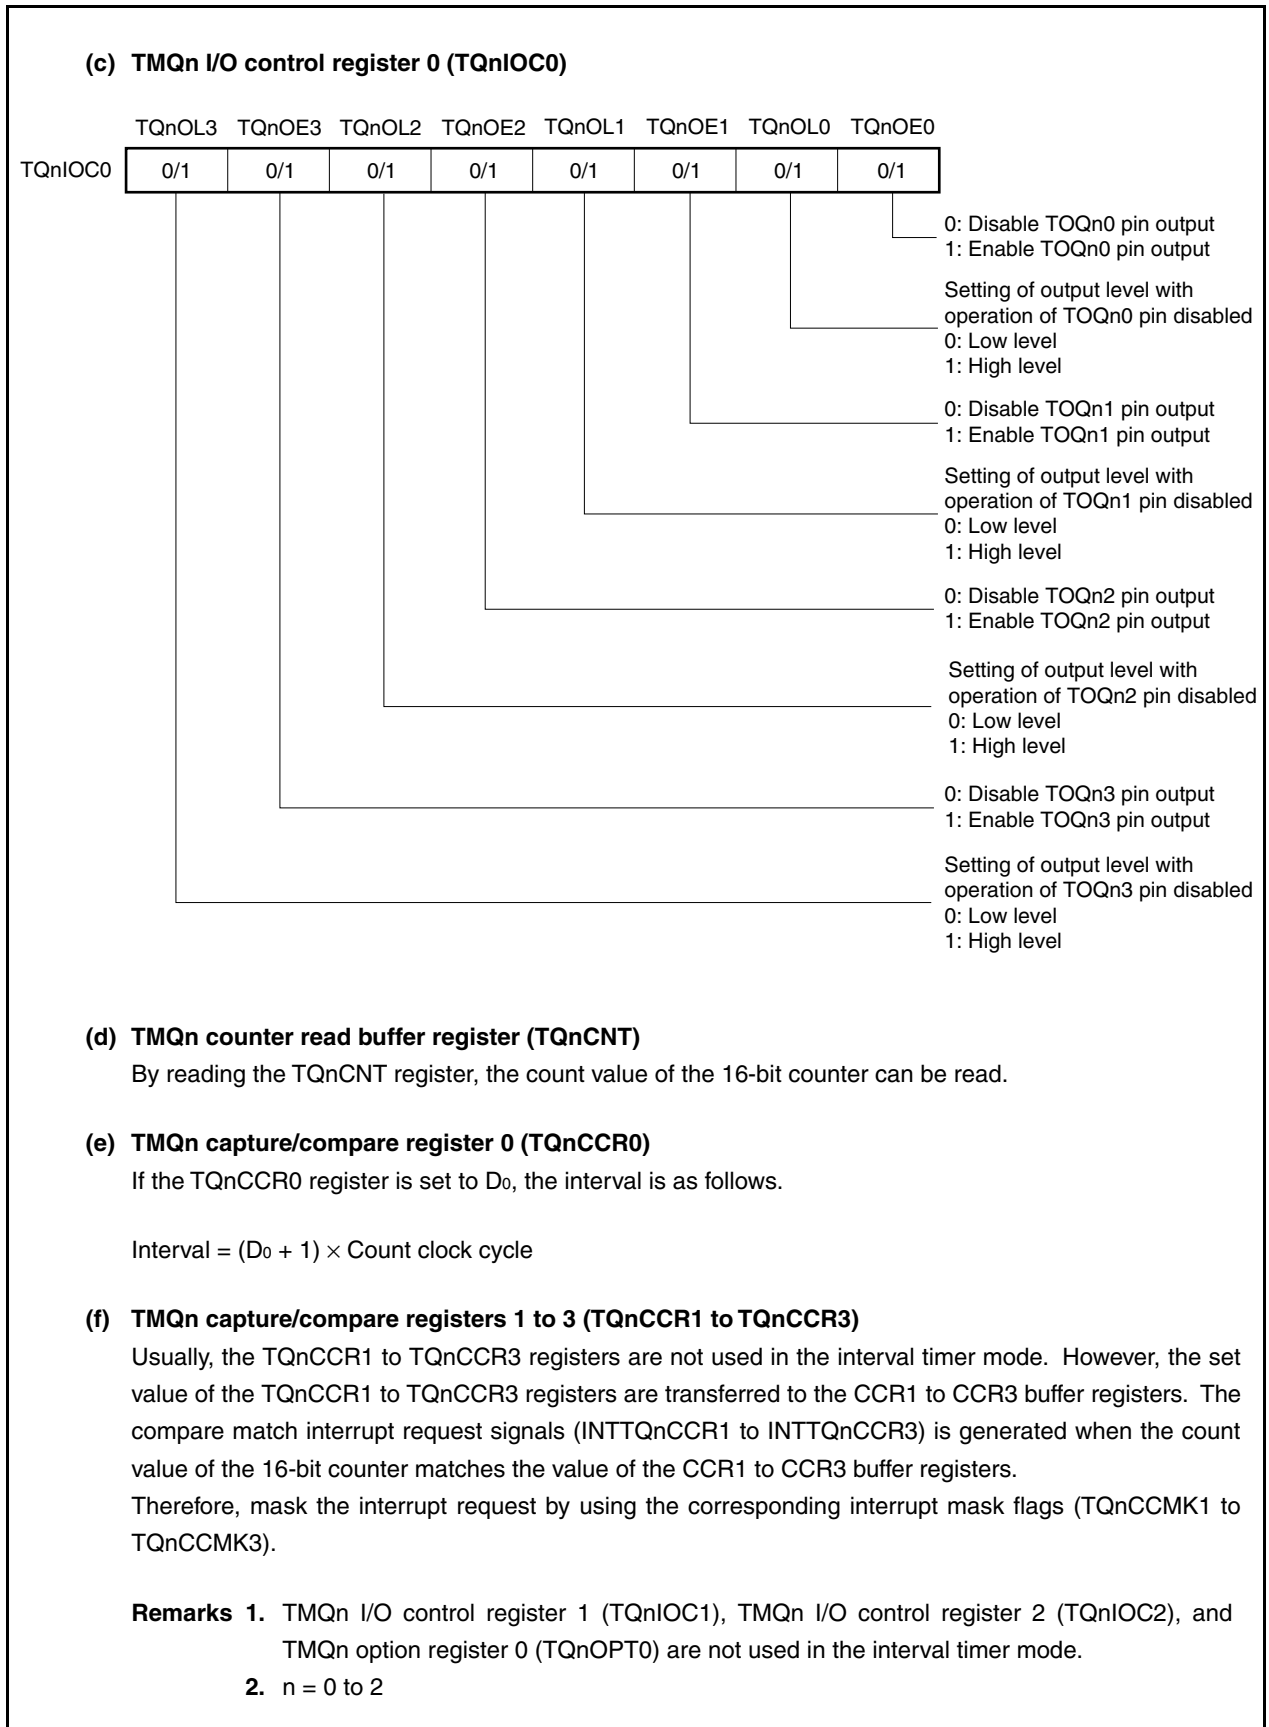 (c) TMQn I/O control register 0 (TQnIOC0)
TQnOL3 TQnOE3 TQnOL2 TQnOE2 TQnOL1 TQnOE1 TQnOL0 TQnOE0
TQnIOC0 0/1 0/1 0/1 0/1 0/1 0/1 0/1 0/1
0: Disable TOQn0 pin output
1: Enable TOQn0 pin output
Setting of output level with
operation of TOQn0 pin disabled
0: Low level
1: High level
0: Disable TOQn1 pin output
1: Enable TOQn1 pin output
Setting of output level with
operation of TOQn1 pin disabled
0: Low level
1: High level
0: Disable TOQn2 pin output
1: Enable TOQn2 pin output
Setting of output level with
operation of TOQn2 pin disabled
0: Low level
1: High level
0: Disable TOQn3 pin output
1: Enable TOQn3 pin output
Setting of output level with
operation of TOQn3 pin disabled
0: Low level
1: High level
(d) TMQn counter read buffer register (TQnCNT)
By reading the TQnCNT register, the count value of the 16-bit counter can be read.
(e) TMQn capture/compare register 0 (TQnCCR0)
If the TQnCCR0 register is set to D0, the interval is as follows.
Interval = (D0 + 1) × Count clock cycle
(f) TMQn capture/compare registers 1 to 3 (TQnCCR1 to TQnCCR3)
Usually, the TQnCCR1 to TQnCCR3 registers are not used in the interval timer mode. However, the set
value of the TQnCCR1 to TQnCCR3 registers are transferred to the CCR1 to CCR3 buffer registers. The
compare match interrupt request signals (INTTQnCCR1 to INTTQnCCR3) is generated when the count
value of the 16-bit counter matches the value of the CCR1 to CCR3 buffer registers.
Therefore, mask the interrupt request by using the corresponding interrupt mask flags (TQnCCMK1 to
TQnCCMK3).
Remarks 1. TMQn I/O control register 1 (TQnIOC1), TMQn I/O control register 2 (TQnIOC2), and
TMQn option register 0 (TQnOPT0) are not used in the interval timer mode.
2. n = 0 to 2